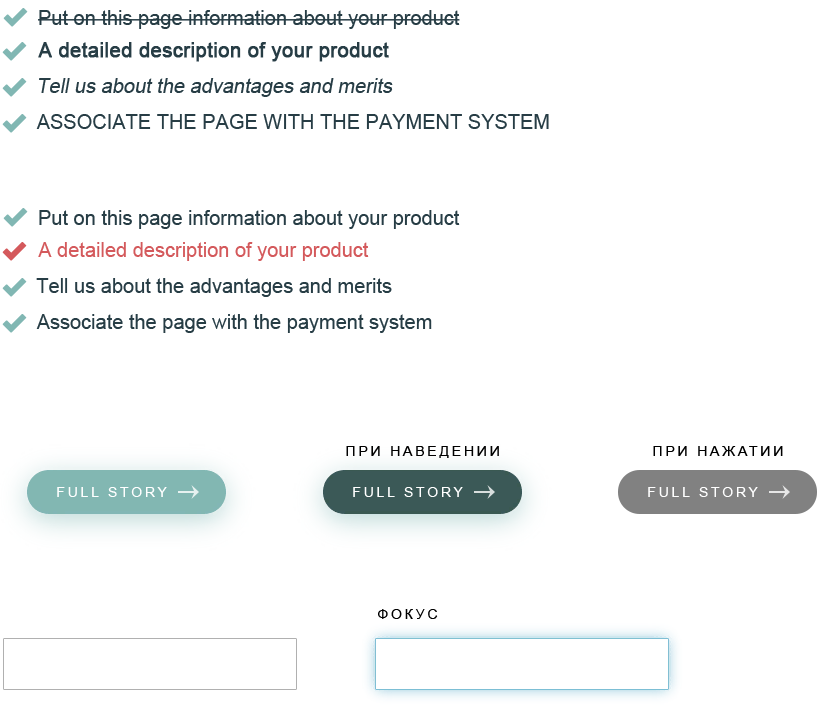 Put on this page information about your product
A detailed description of your product
Tell us about the advantages and merits
ASSOCIATE THE PAGE WITH THE PAYMENT SYSTEM
Put on this page information about your product
A detailed description of your product
Tell us about the advantages and merits
Associate the page with the payment system
ПРИ НАВЕДЕНИИ
ПРИ НАЖАТИИ
FULL STORY
FULL STORY
FULL STORY
ФОКУС